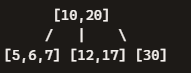 [10,20]
/ | \
[5,6,7] [12,17] [30]